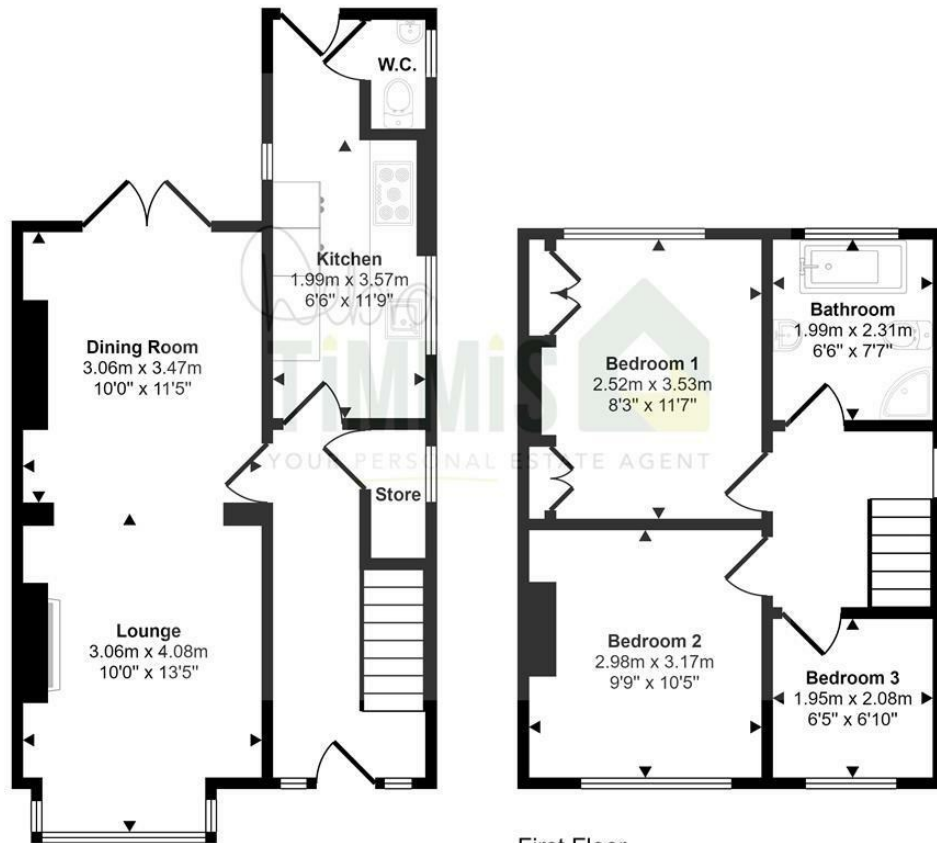 W.C.
Kitchen
1.99m x 3.57m
6'6" x 11'9"
Dining Room
3.06m x 3.47m
10'0" x 11'5"
Store
Lounge
3.06m x 4.08m
10'0" x 13'5"
Bathroom
1.99m x 2.31m
6'6" x 7'7"
Bedroom 1
2.52m x 3.53m
8'3" x 11'7"
Bedroom 2
2.98m x 3.17m
9'9" x 10'5"
Bedroom 3
1.95m x 2.08m
6'5" x 6'10"
TiMMiS
YOUR PERSONAL ESTATE AGENT
First Floor